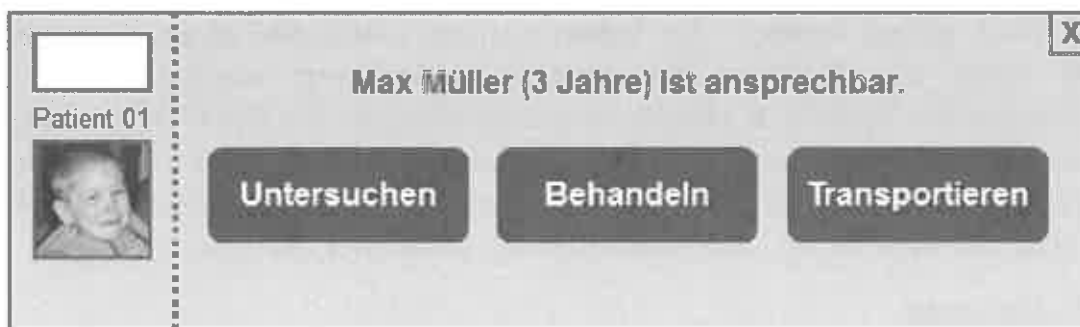 X
Max Müller (3 Jahre) ist ansprechbar.
Patient 01
Untersuchen
Behandeln
Transportieren